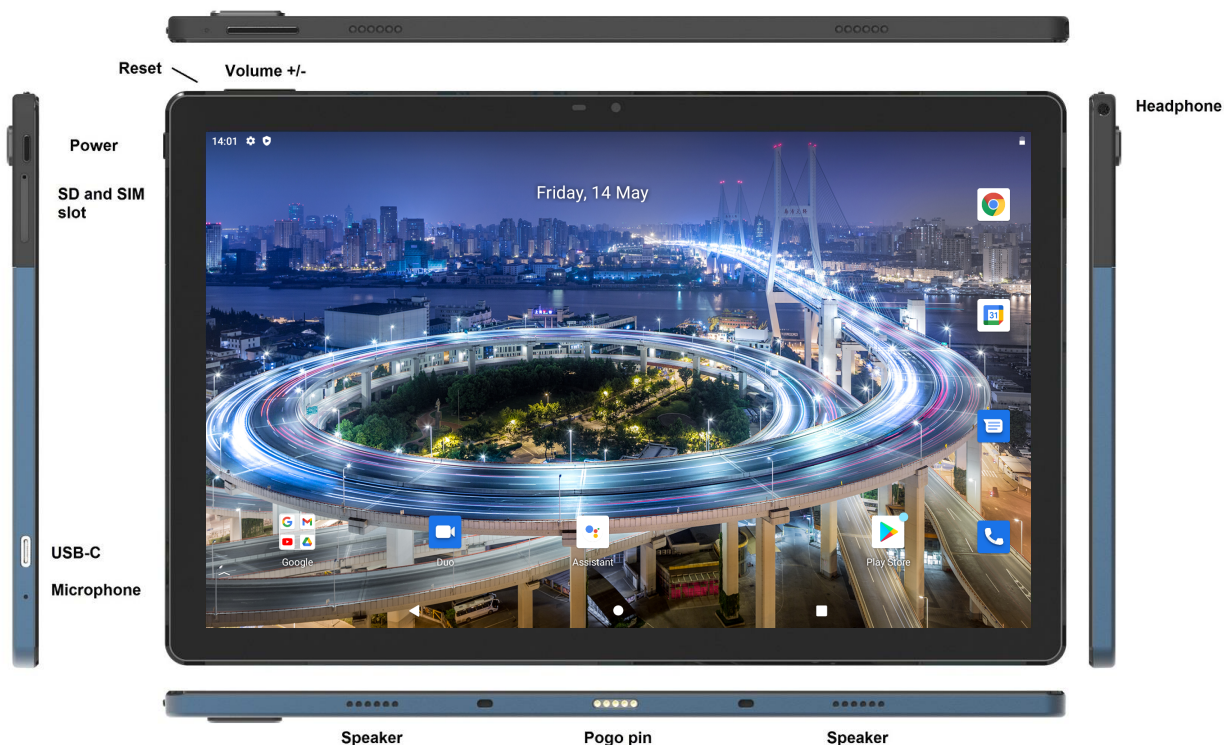 Reset
Volume +/-
Headphone
Power
SD and SIM
slot
14:01
Friday, 14 May
31
Google
Duo
Assistant
Play Store
USB-C
Microphone
Speaker
Pogo pin
Speaker